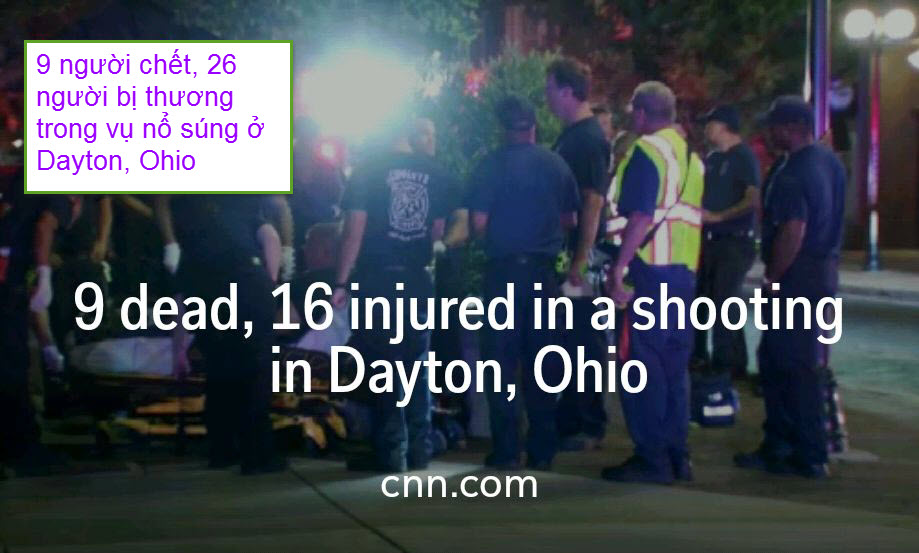 9 người chết, 26
người bị thương
trong vụ nổ súng ở
Dayton, Ohio
9 dead, 16 injured in a shooting
in Dayton, Ohio
cnn.com